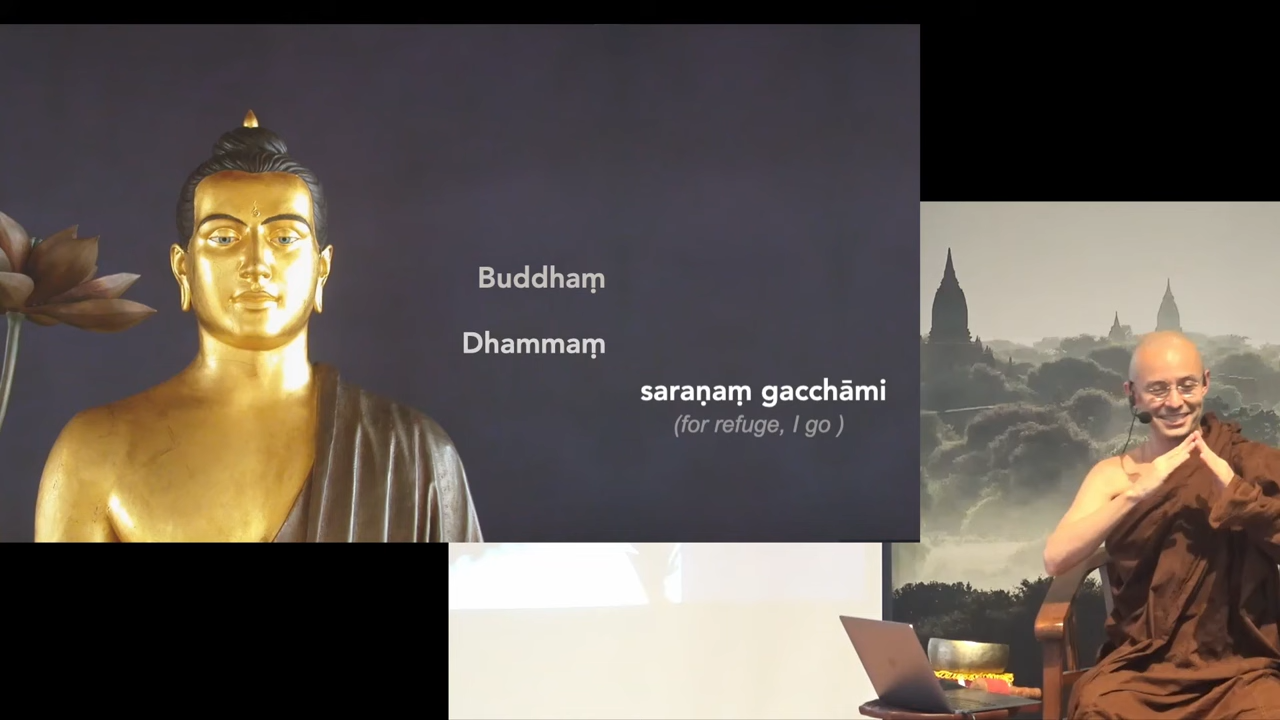 Buddhaṃ
Dhammaṃ
saraṇaṃ gacchāmi
(for refuge, I go )